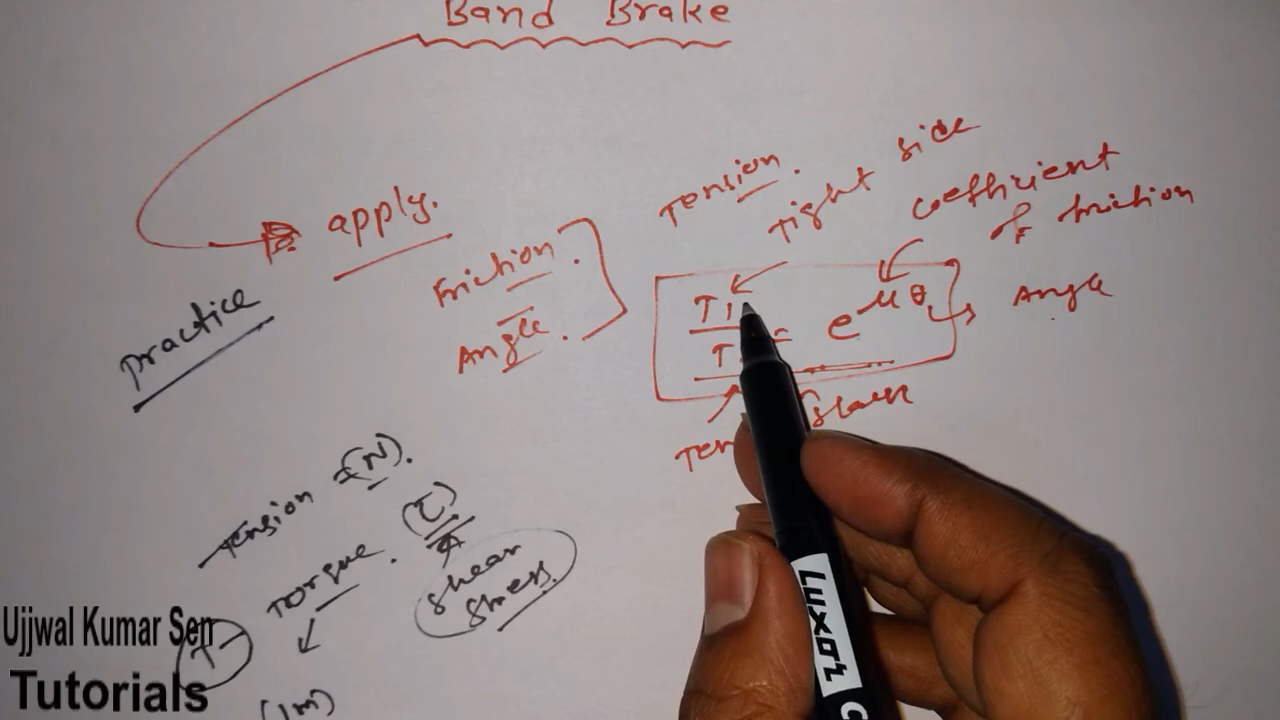 Band Brake
apply.
Friction.
Angle.
practice
Tension.
Tight side
coefficient
of friction
Angle
T1
T
= e^μθ
Slack
Tension (N).
Torque. (τ)
shear
stress.
T
Ujjwal Kumar Sen
Tutorials
LUXOR